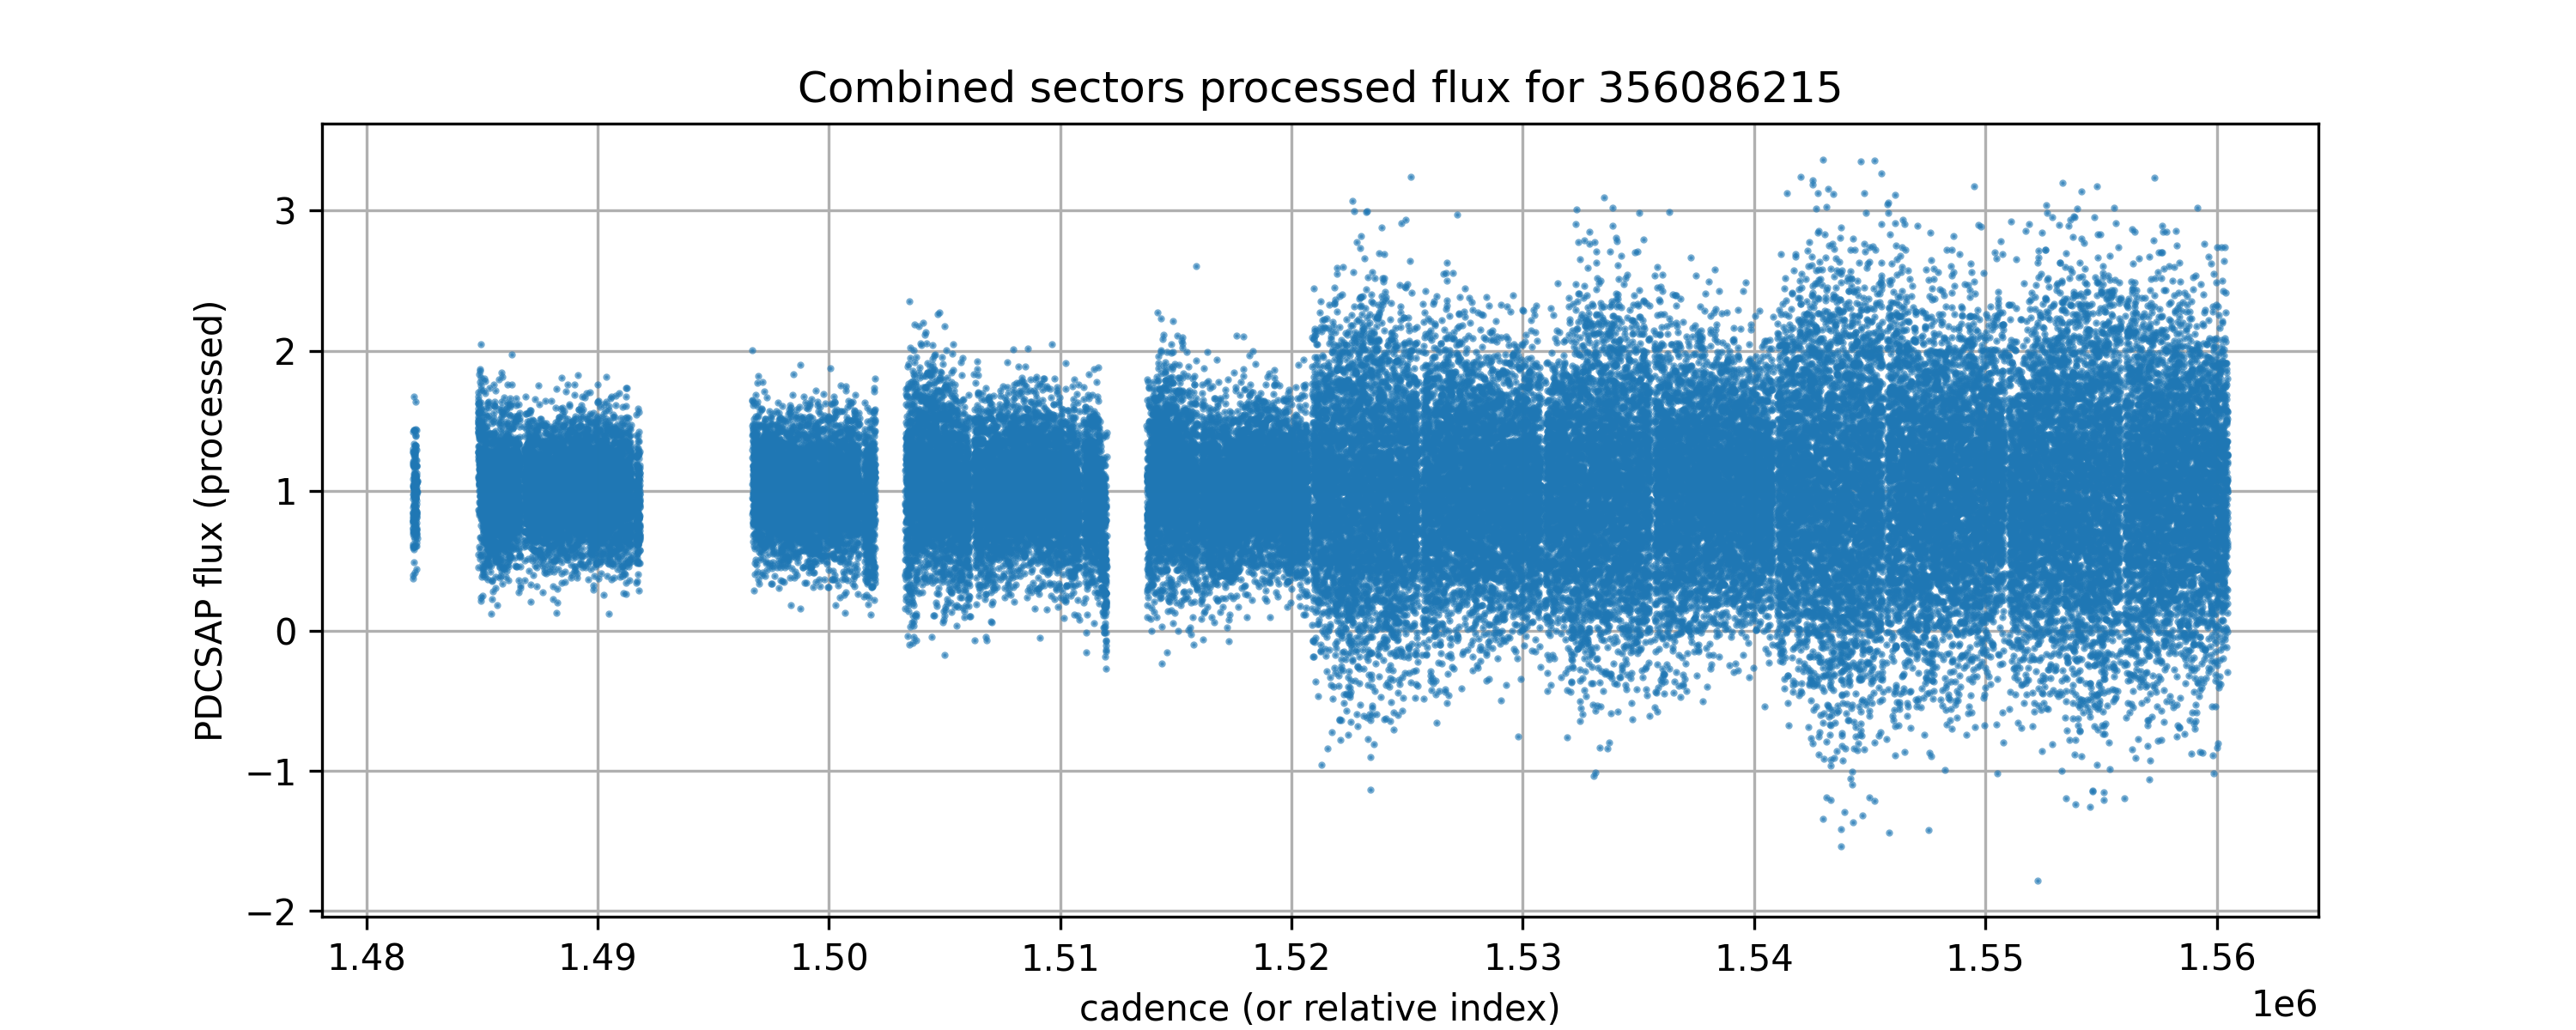 Combined sectors processed flux for 356086215
PDCSAP flux (processed)
3
2
1
0
−1
−2
1.48 1.49 1.50 1.51 1.52 1.53 1.54 1.55 1.56
1e6
cadence (or relative index)